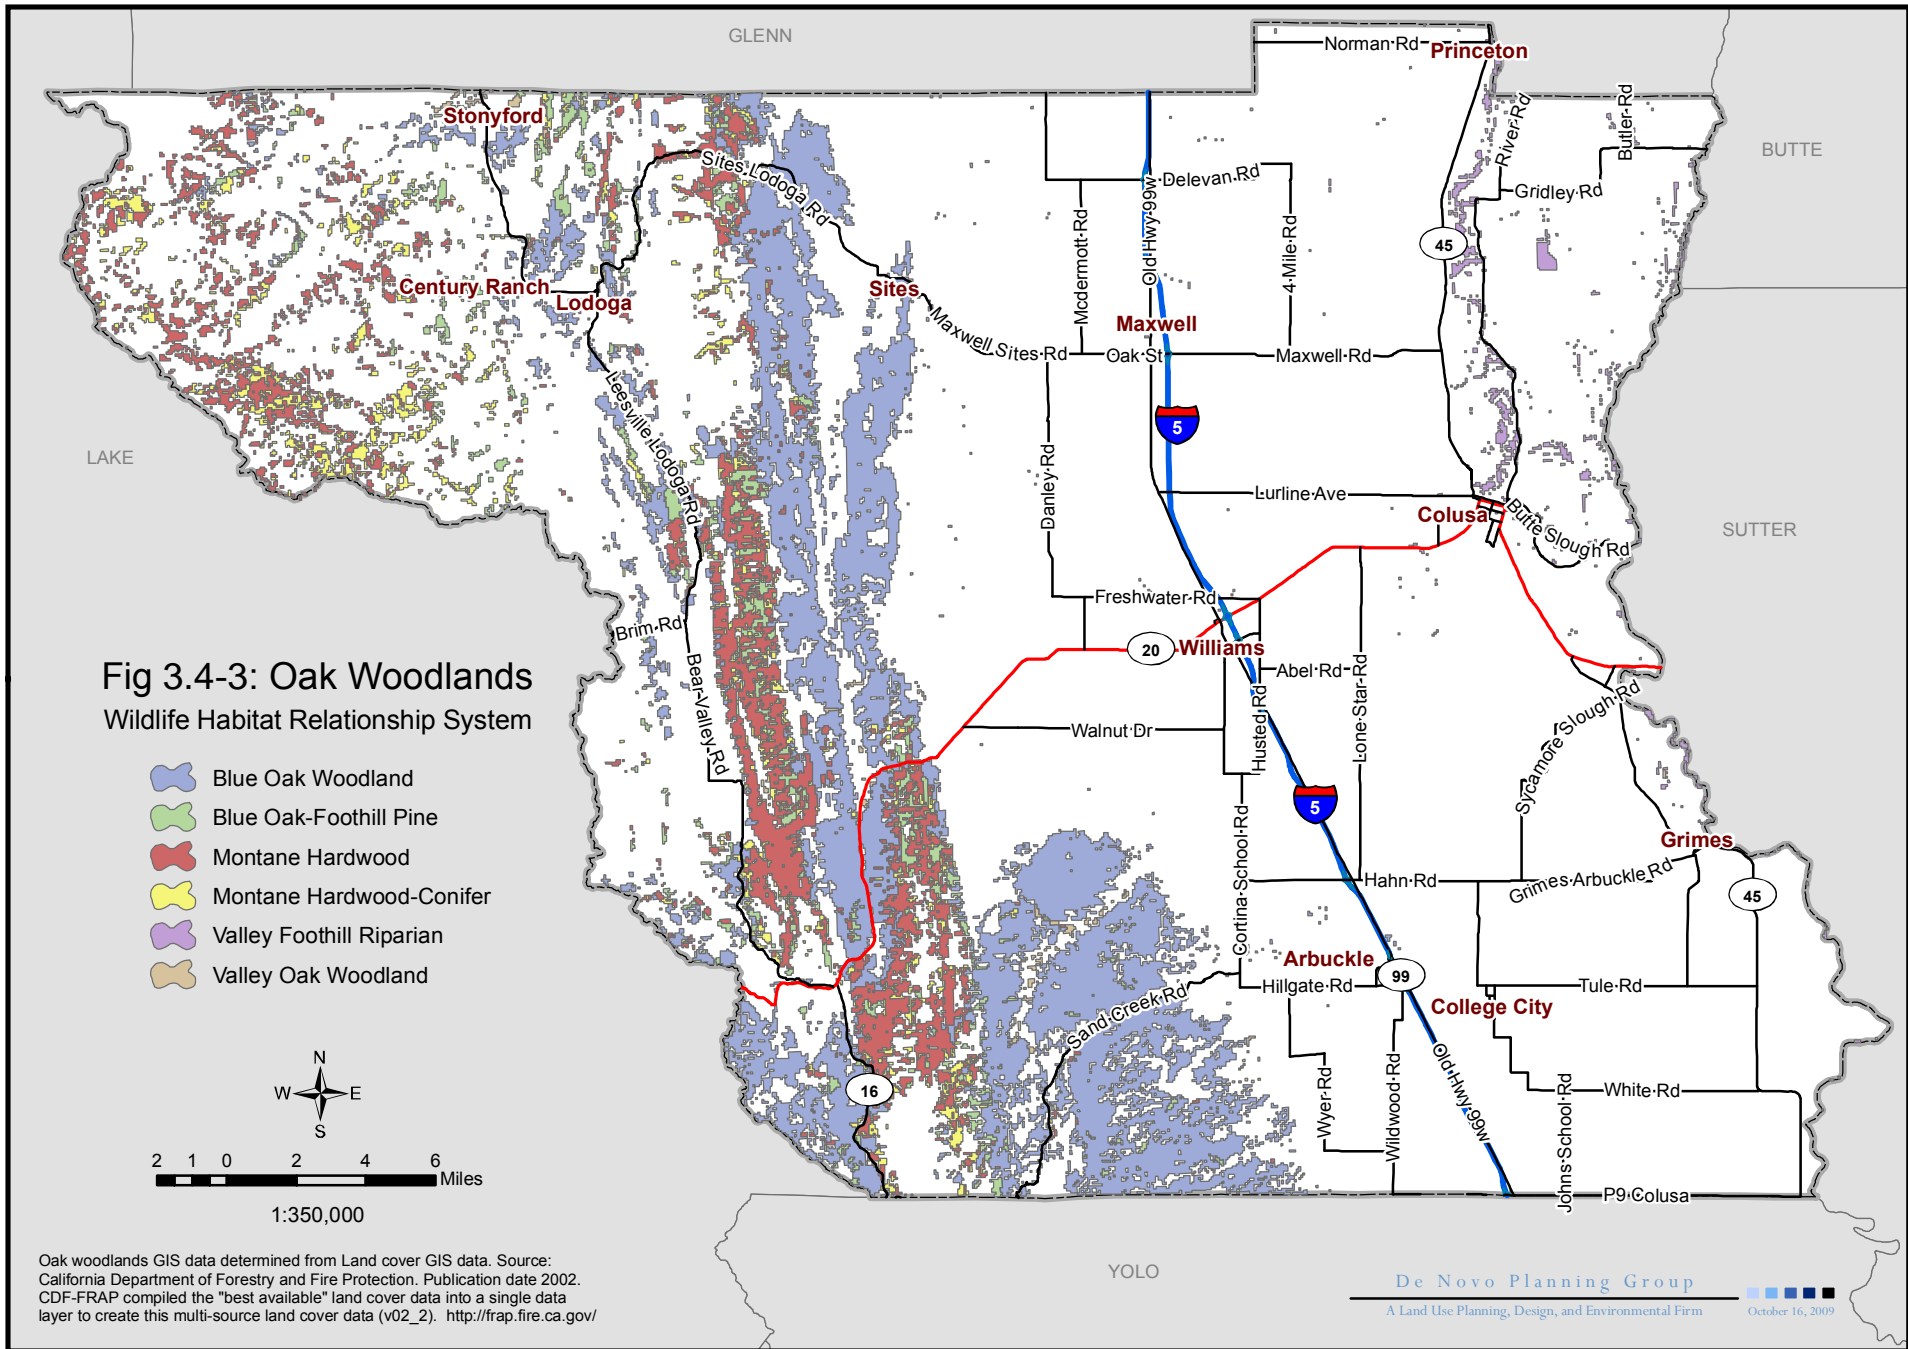 GLENN
Norman Rd
Princeton
Stonyford
River Rd
Butler Rd
BUTTE
Sites Lodoga Rd
Delevan Rd
Gridley Rd
Mcdermott Rd
Old Hwy 99w
4-Mile Rd
45
Century Ranch
Lodoga
Sites
Maxwell
Maxwell Sites Rd
Oak St
Maxwell Rd
Leesville Lodoga Rd
5
LAKE
Danley Rd
Lurline Ave
Colusa
Butte Slough Rd
SUTTER
Freshwater Rd
Brim Rd
20
Williams
Abel Rd
Bear Valley Rd
Husted Rd
Lone Star Rd
Sycamore Slough Rd
Walnut Dr
Fig 3.4-3: Oak Woodlands
Wildlife Habitat Relationship System
Blue Oak Woodland
Blue Oak-Foothill Pine
Montane Hardwood
Montane Hardwood-Conifer
Valley Foothill Riparian
Valley Oak Woodland
5
Cortina School Rd
Grimes
Hahn Rd
Grimes Arbuckle Rd
45
Arbuckle
99
Hillgate Rd
Tule Rd
College City
Sand Creek Rd
Old Hwy 99w
16
Wyer Rd
Wildwood Rd
Johns School Rd
White Rd
P9 Colusa
N
W
E
S
2 1 0 2 4 6
Miles
1:350,000
Oak woodlands GIS data determined from Land cover GIS data. Source:
California Department of Forestry and Fire Protection. Publication date 2002.
CDF-FRAP compiled the "best available" land cover data into a single data
layer to create this multi-source land cover data (v02_2). http://frap.fire.ca.gov/
YOLO
De Novo Planning Group
A Land Use Planning, Design, and Environmental Firm
October 16, 2009